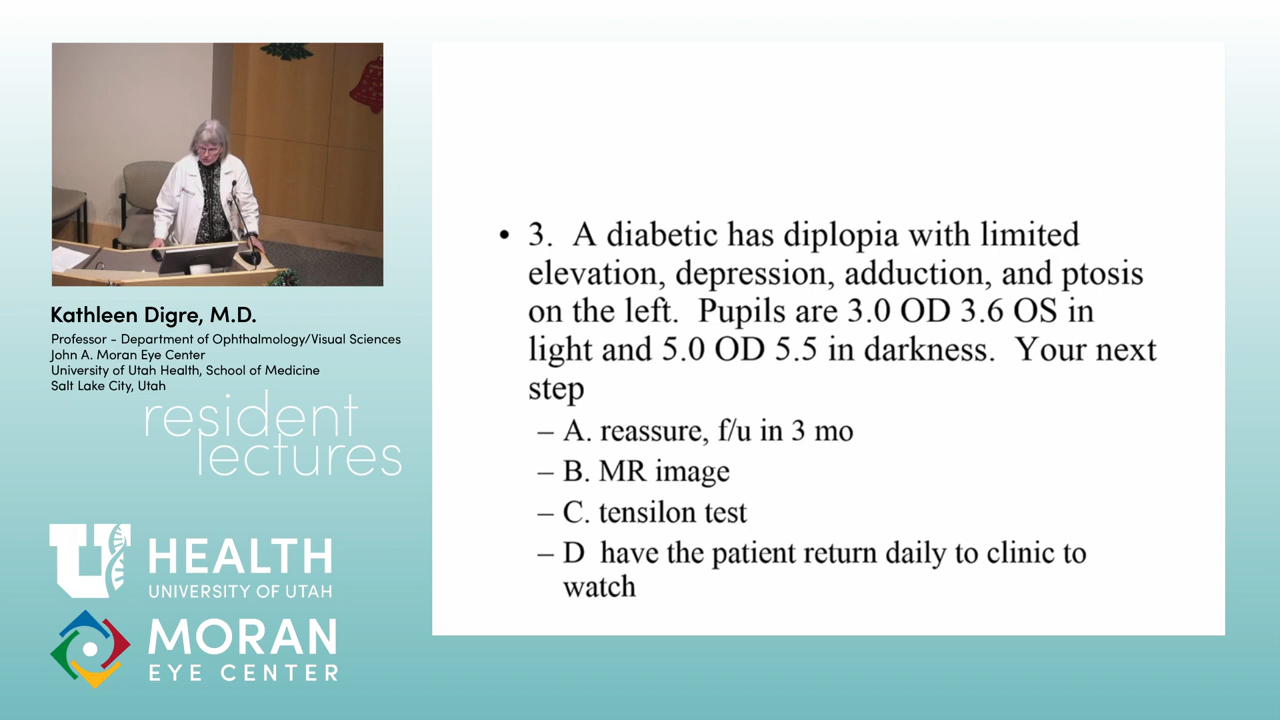 Kathleen Digre, M.D.
Professor - Department of Ophthalmology/Visual Sciences
John A. Moran Eye Center
University of Utah Health, School of Medicine
Salt Lake City, Utah
resident
lectures
U HEALTH
UNIVERSITY OF UTAH
MORAN
EYE CENTER
• 3. A diabetic has diplopia with limited
elevation, depression, adduction, and ptosis
on the left. Pupils are 3.0 OD 3.6 OS in
light and 5.0 OD 5.5 in darkness. Your next
step
– A. reassure, f/u in 3 mo
– B. MR image
– C. tensilon test
– D have the patient return daily to clinic to
watch